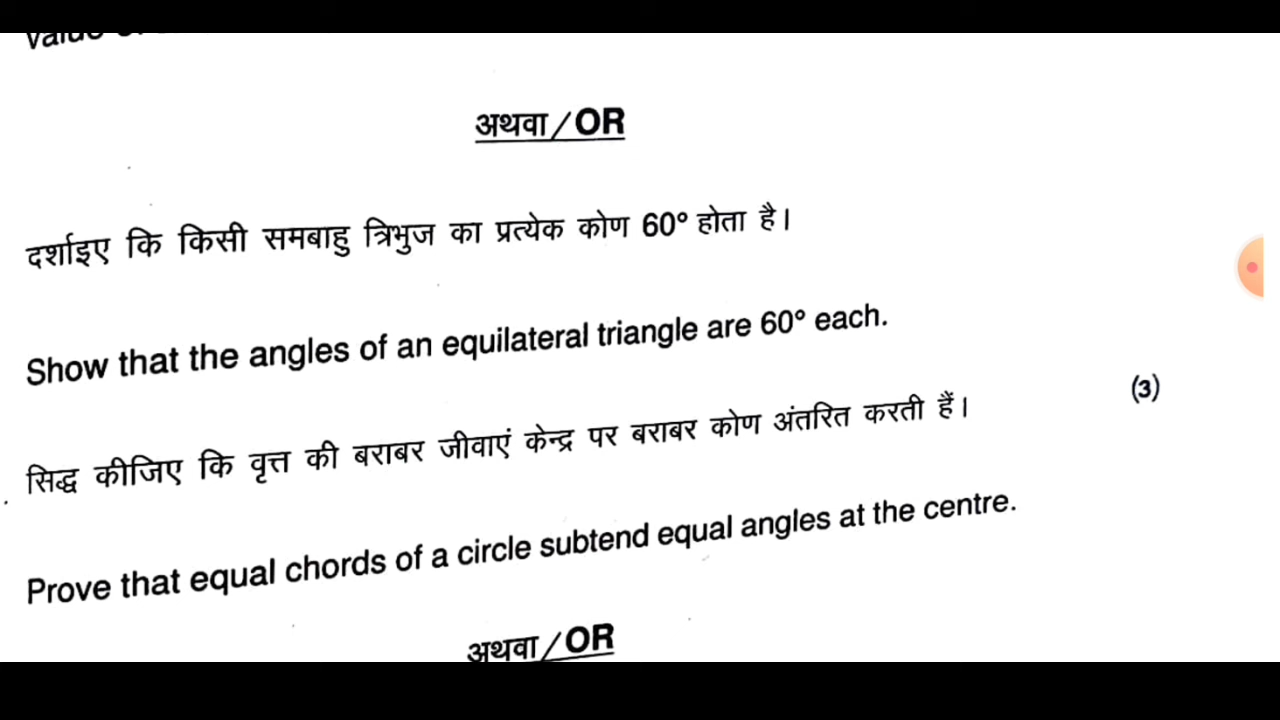 अथवा/OR
दर्शाइए कि किसी समबाहु त्रिभुज का प्रत्येक कोण 60° होता है।
Show that the angles of an equilateral triangle are 60° each.
(3)
सिद्ध कीजिए कि वृत्त की बराबर जीवाएं केन्द्र पर बराबर कोण अंतरित करती हैं।
Prove that equal chords of a circle subtend equal angles at the centre.
अथवा/OR